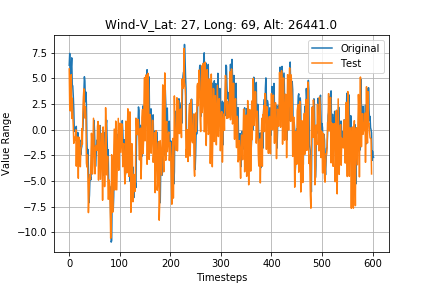 Wind-V_Lat: 27, Long: 69, Alt: 26441.0
Original
Test
7.5
5.0
2.5
0.0
−2.5
−5.0
−7.5
−10.0
Value Range
0 100 200 300 400 500 600
Timesteps